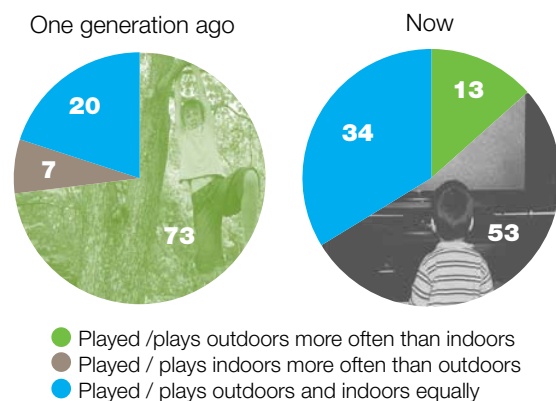 One generation ago
Now
20
7
73
13
34
53
Played /plays outdoors more often than indoors
Played / plays indoors more often than outdoors
Played / plays outdoors and indoors equally